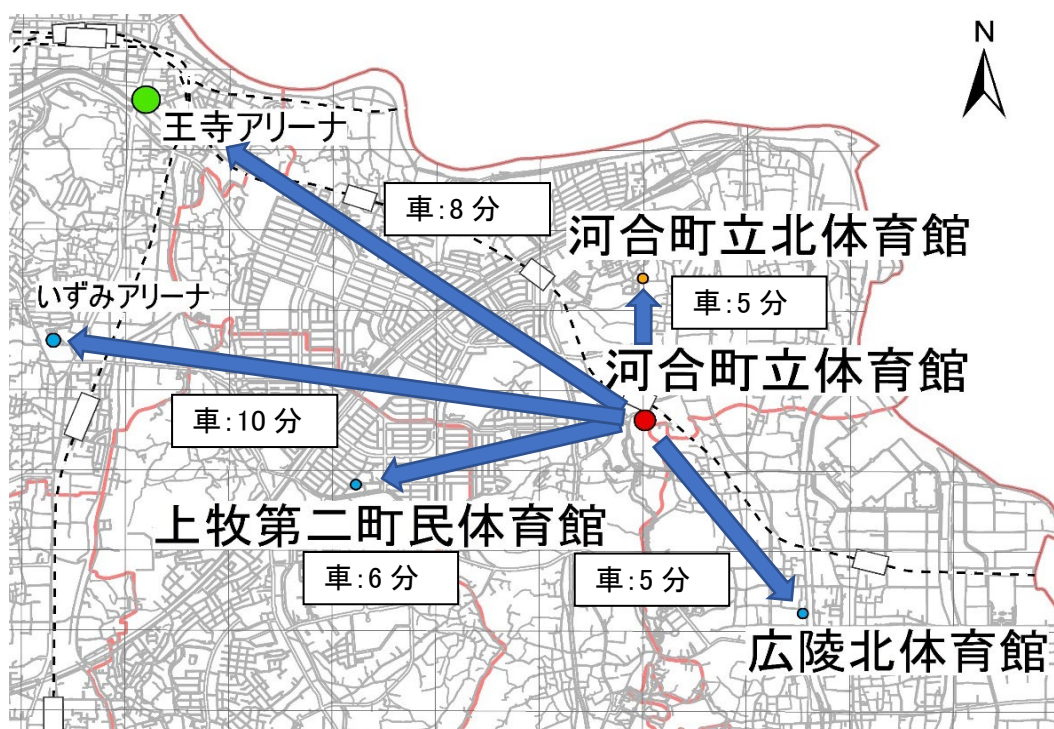 N
王寺アリーナ
車:8 分
河合町立北体育館
車:5 分
いずみアリーナ
河合町立体育館
車:10 分
上牧第二町民体育館
車:6 分
車:5 分
広陵北体育館